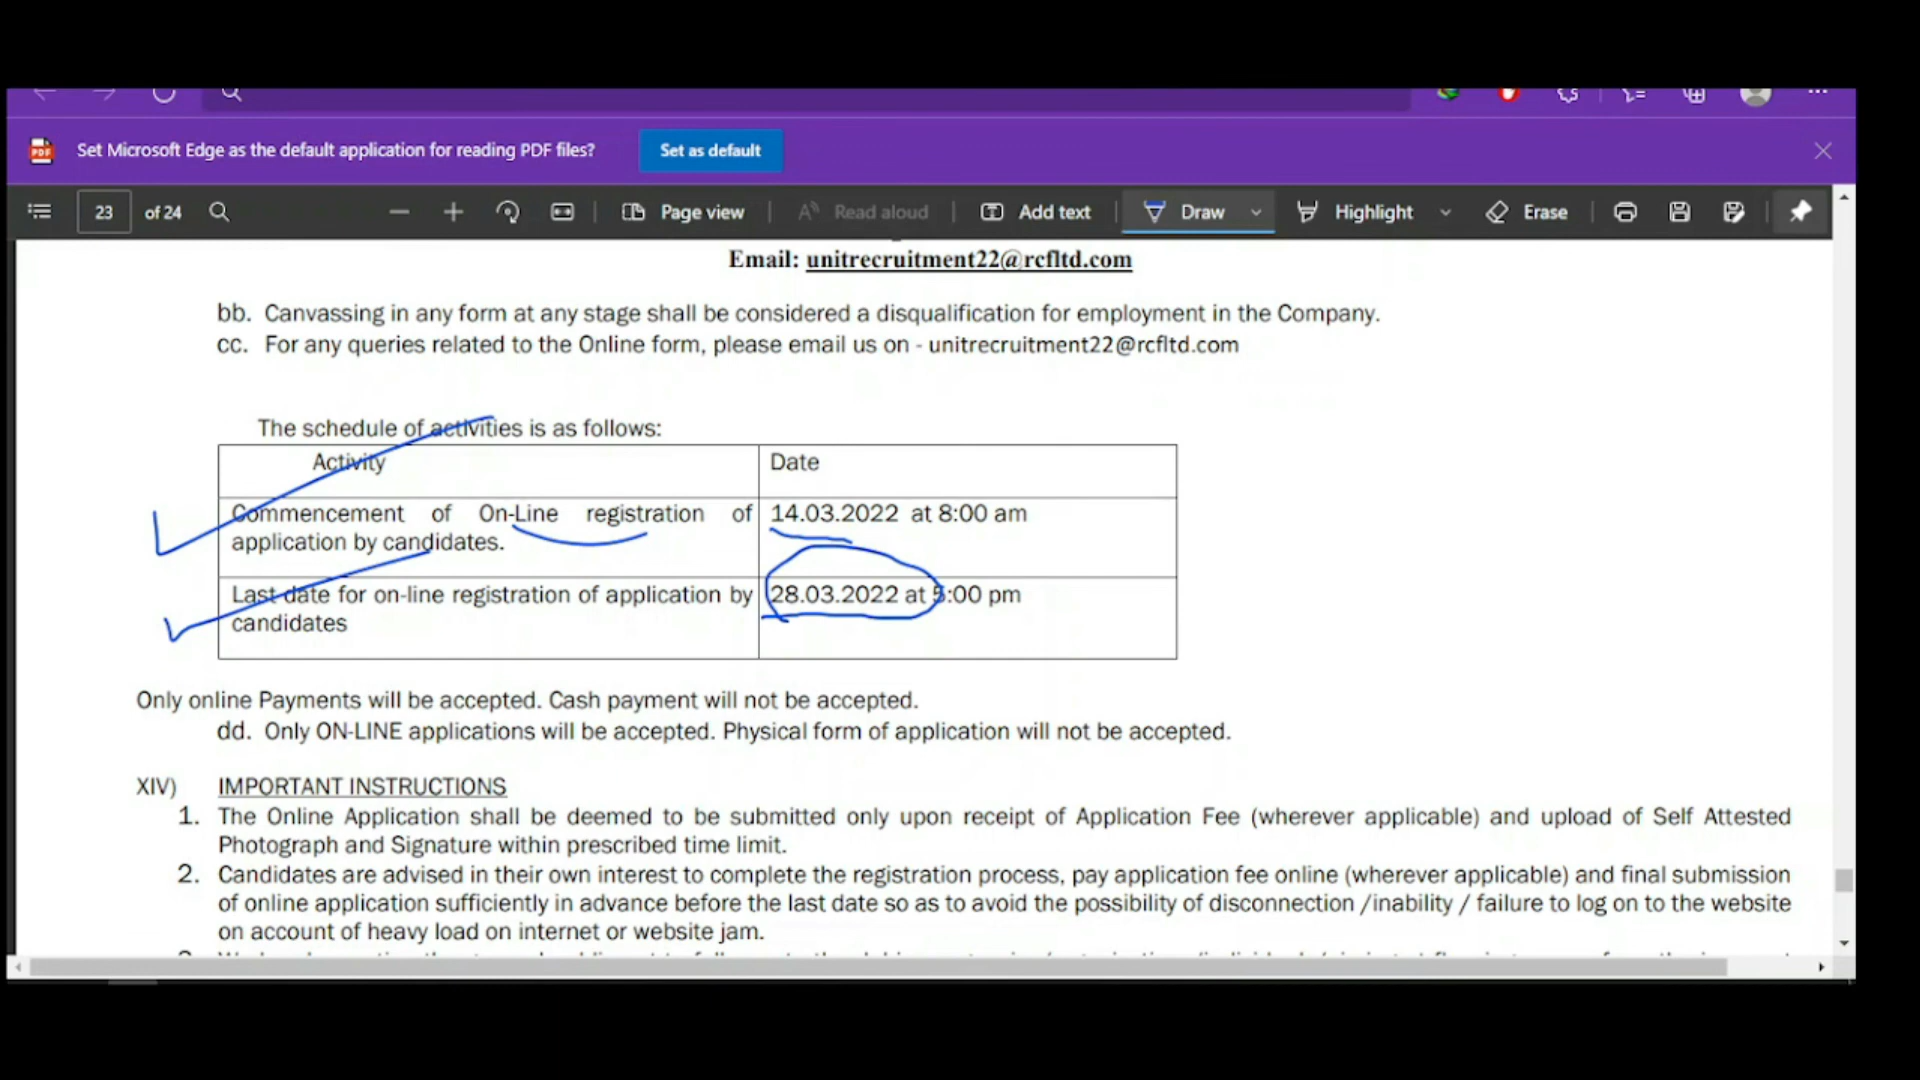 Set Microsoft Edge as the default application for reading PDF files?
Set as default
23 of 24
Page view
Read aloud
Add text
Draw
Highlight
Erase
Email: unitrecruitment22@rcfltd.com
bb. Canvassing in any form at any stage shall be considered a disqualification for employment in the Company.
cc. For any queries related to the Online form, please email us on - unitrecruitment22@rcfltd.com
The schedule of activities is as follows:
Activity
Date
Commencement of On-Line registration of
application by candidates.
14.03.2022 at 8:00 am
Last date for on-line registration of application by
candidates
28.03.2022 at 5:00 pm
Only online Payments will be accepted. Cash payment will not be accepted.
dd. Only ON-LINE applications will be accepted. Physical form of application will not be accepted.
XIV) IMPORTANT INSTRUCTIONS
1. The Online Application shall be deemed to be submitted only upon receipt of Application Fee (wherever applicable) and upload of Self Attested
Photograph and Signature within prescribed time limit.
2. Candidates are advised in their own interest to complete the registration process, pay application fee online (wherever applicable) and final submission
of online application sufficiently in advance before the last date so as to avoid the possibility of disconnection /inability / failure to log on to the website
on account of heavy load on internet or website jam.